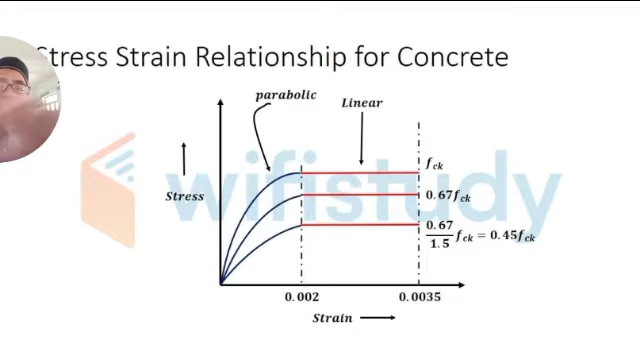 Stress Strain Relationship for Concrete
parabolic
Linear
Stress
wifistudy
f_ck
0.67f_ck
0.67/1.5 f_ck = 0.45f_ck
0.002
0.0035
Strain